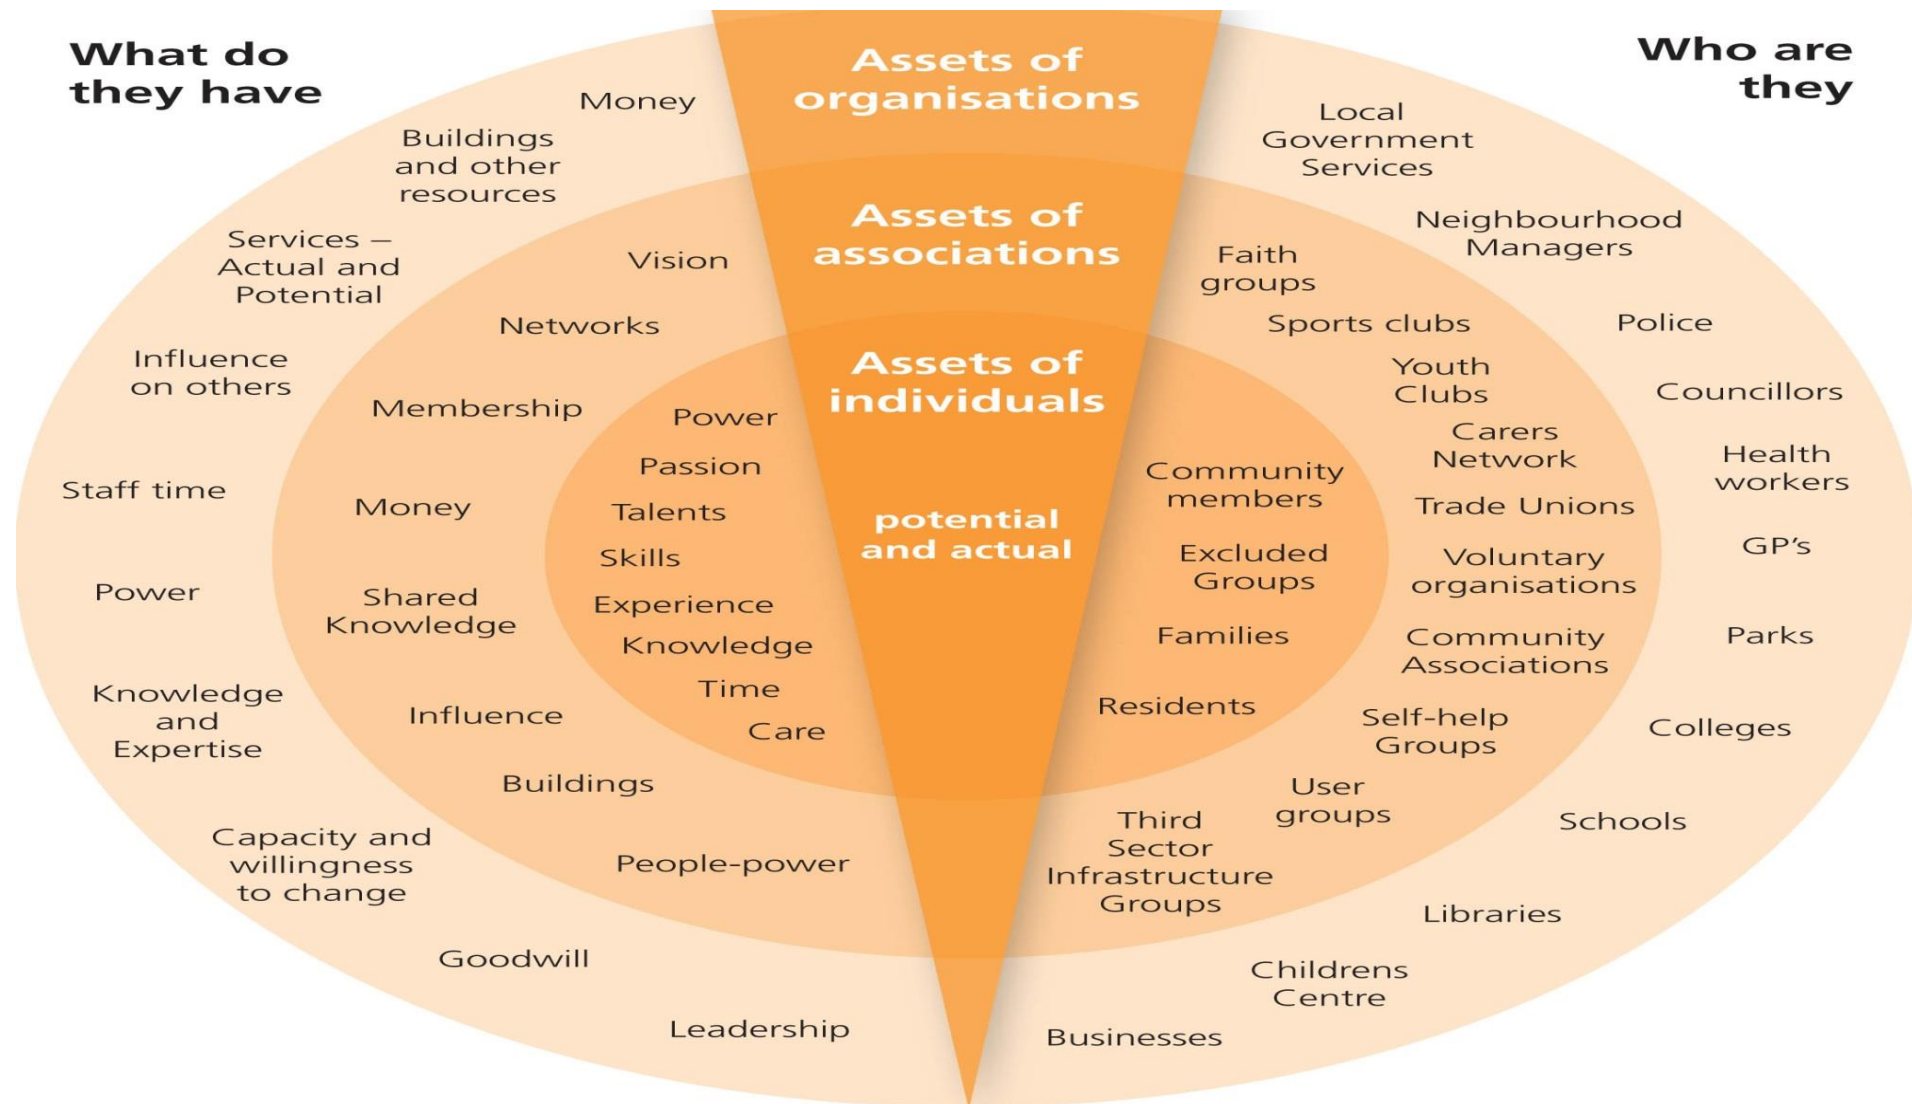 What do
they have
Assets of
organisations
Assets of
associations
Assets of
individuals
potential
and actual
Who are
they
Money
Buildings
and other
resources
Services –
Actual and
Potential
Influence
on others
Staff time
Power
Knowledge
and
Expertise
Capacity and
willingness
to change
Goodwill
Leadership
Vision
Networks
Membership
Money
Shared
Knowledge
Influence
Buildings
People-power
Power
Passion
Talents
Skills
Experience
Knowledge
Time
Care
Community
members
Excluded
Groups
Families
Residents
Faith
groups
Sports clubs
Youth
Clubs
Carers
Network
Trade Unions
Voluntary
organisations
Community
Associations
Self-help
Groups
User
groups
Third
Sector
Infrastructure
Groups
Local
Government
Services
Neighbourhood
Managers
Police
Councillors
Health
workers
GP's
Parks
Colleges
Schools
Libraries
Childrens
Centre
Businesses